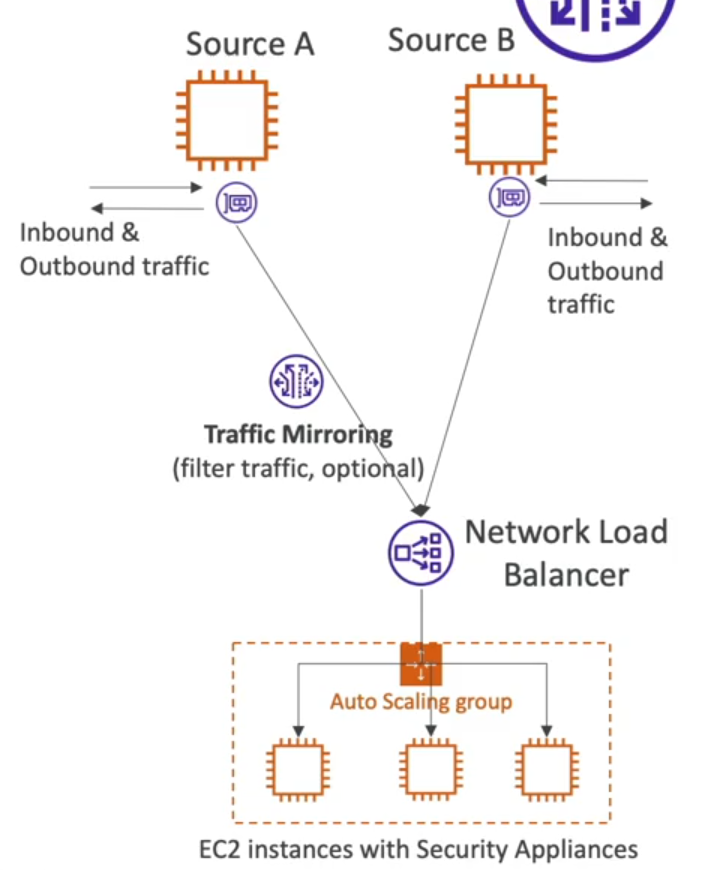 Source A
Source B
Inbound &
Outbound traffic
Inbound &
Outbound
traffic
Traffic Mirroring
(filter traffic, optional)
Network Load
Balancer
Auto Scaling group
EC2 instances with Security Appliances